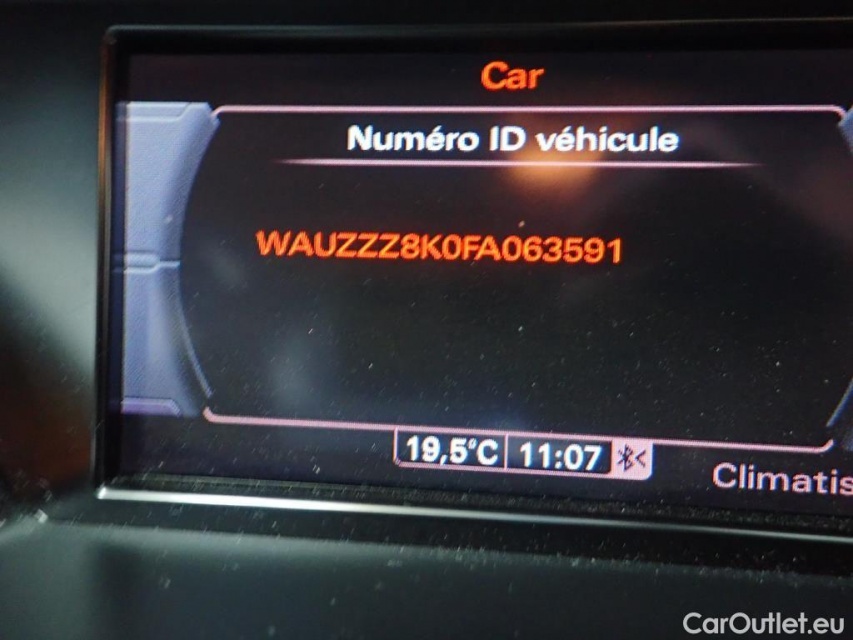 Car
Numéro ID véhicule
WAUZZZ8K0FA063591
19,5°C 11:07
Climatis
CarOutlet.eu